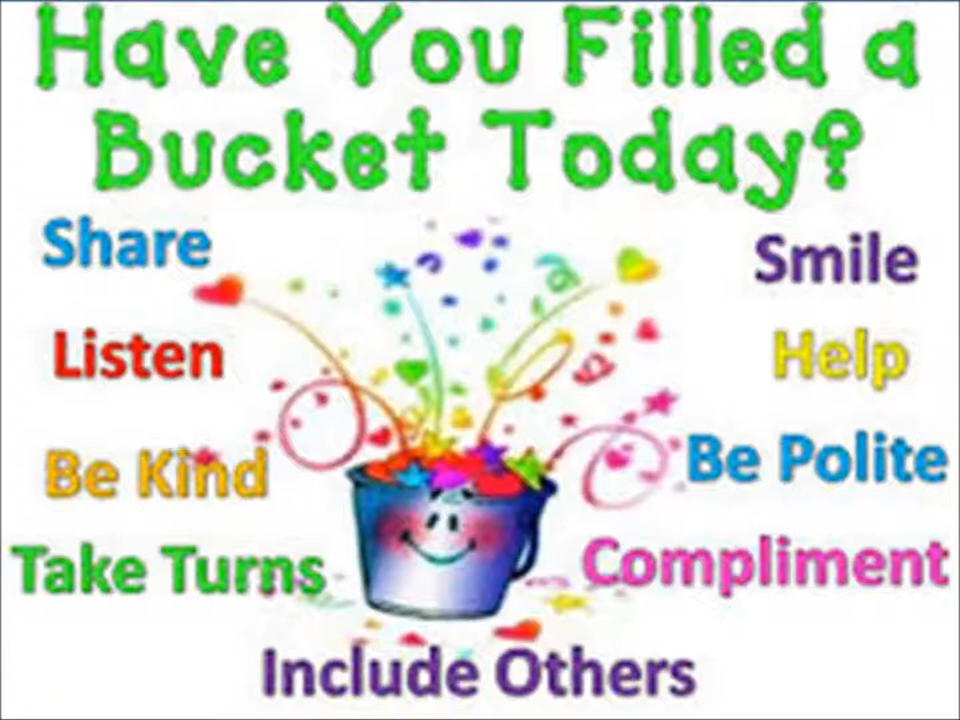 Have You Filled a
Bucket Today?
Share
Smile
Listen
Help
Be Kind
Be Polite
Take Turns
Compliment
Include Others